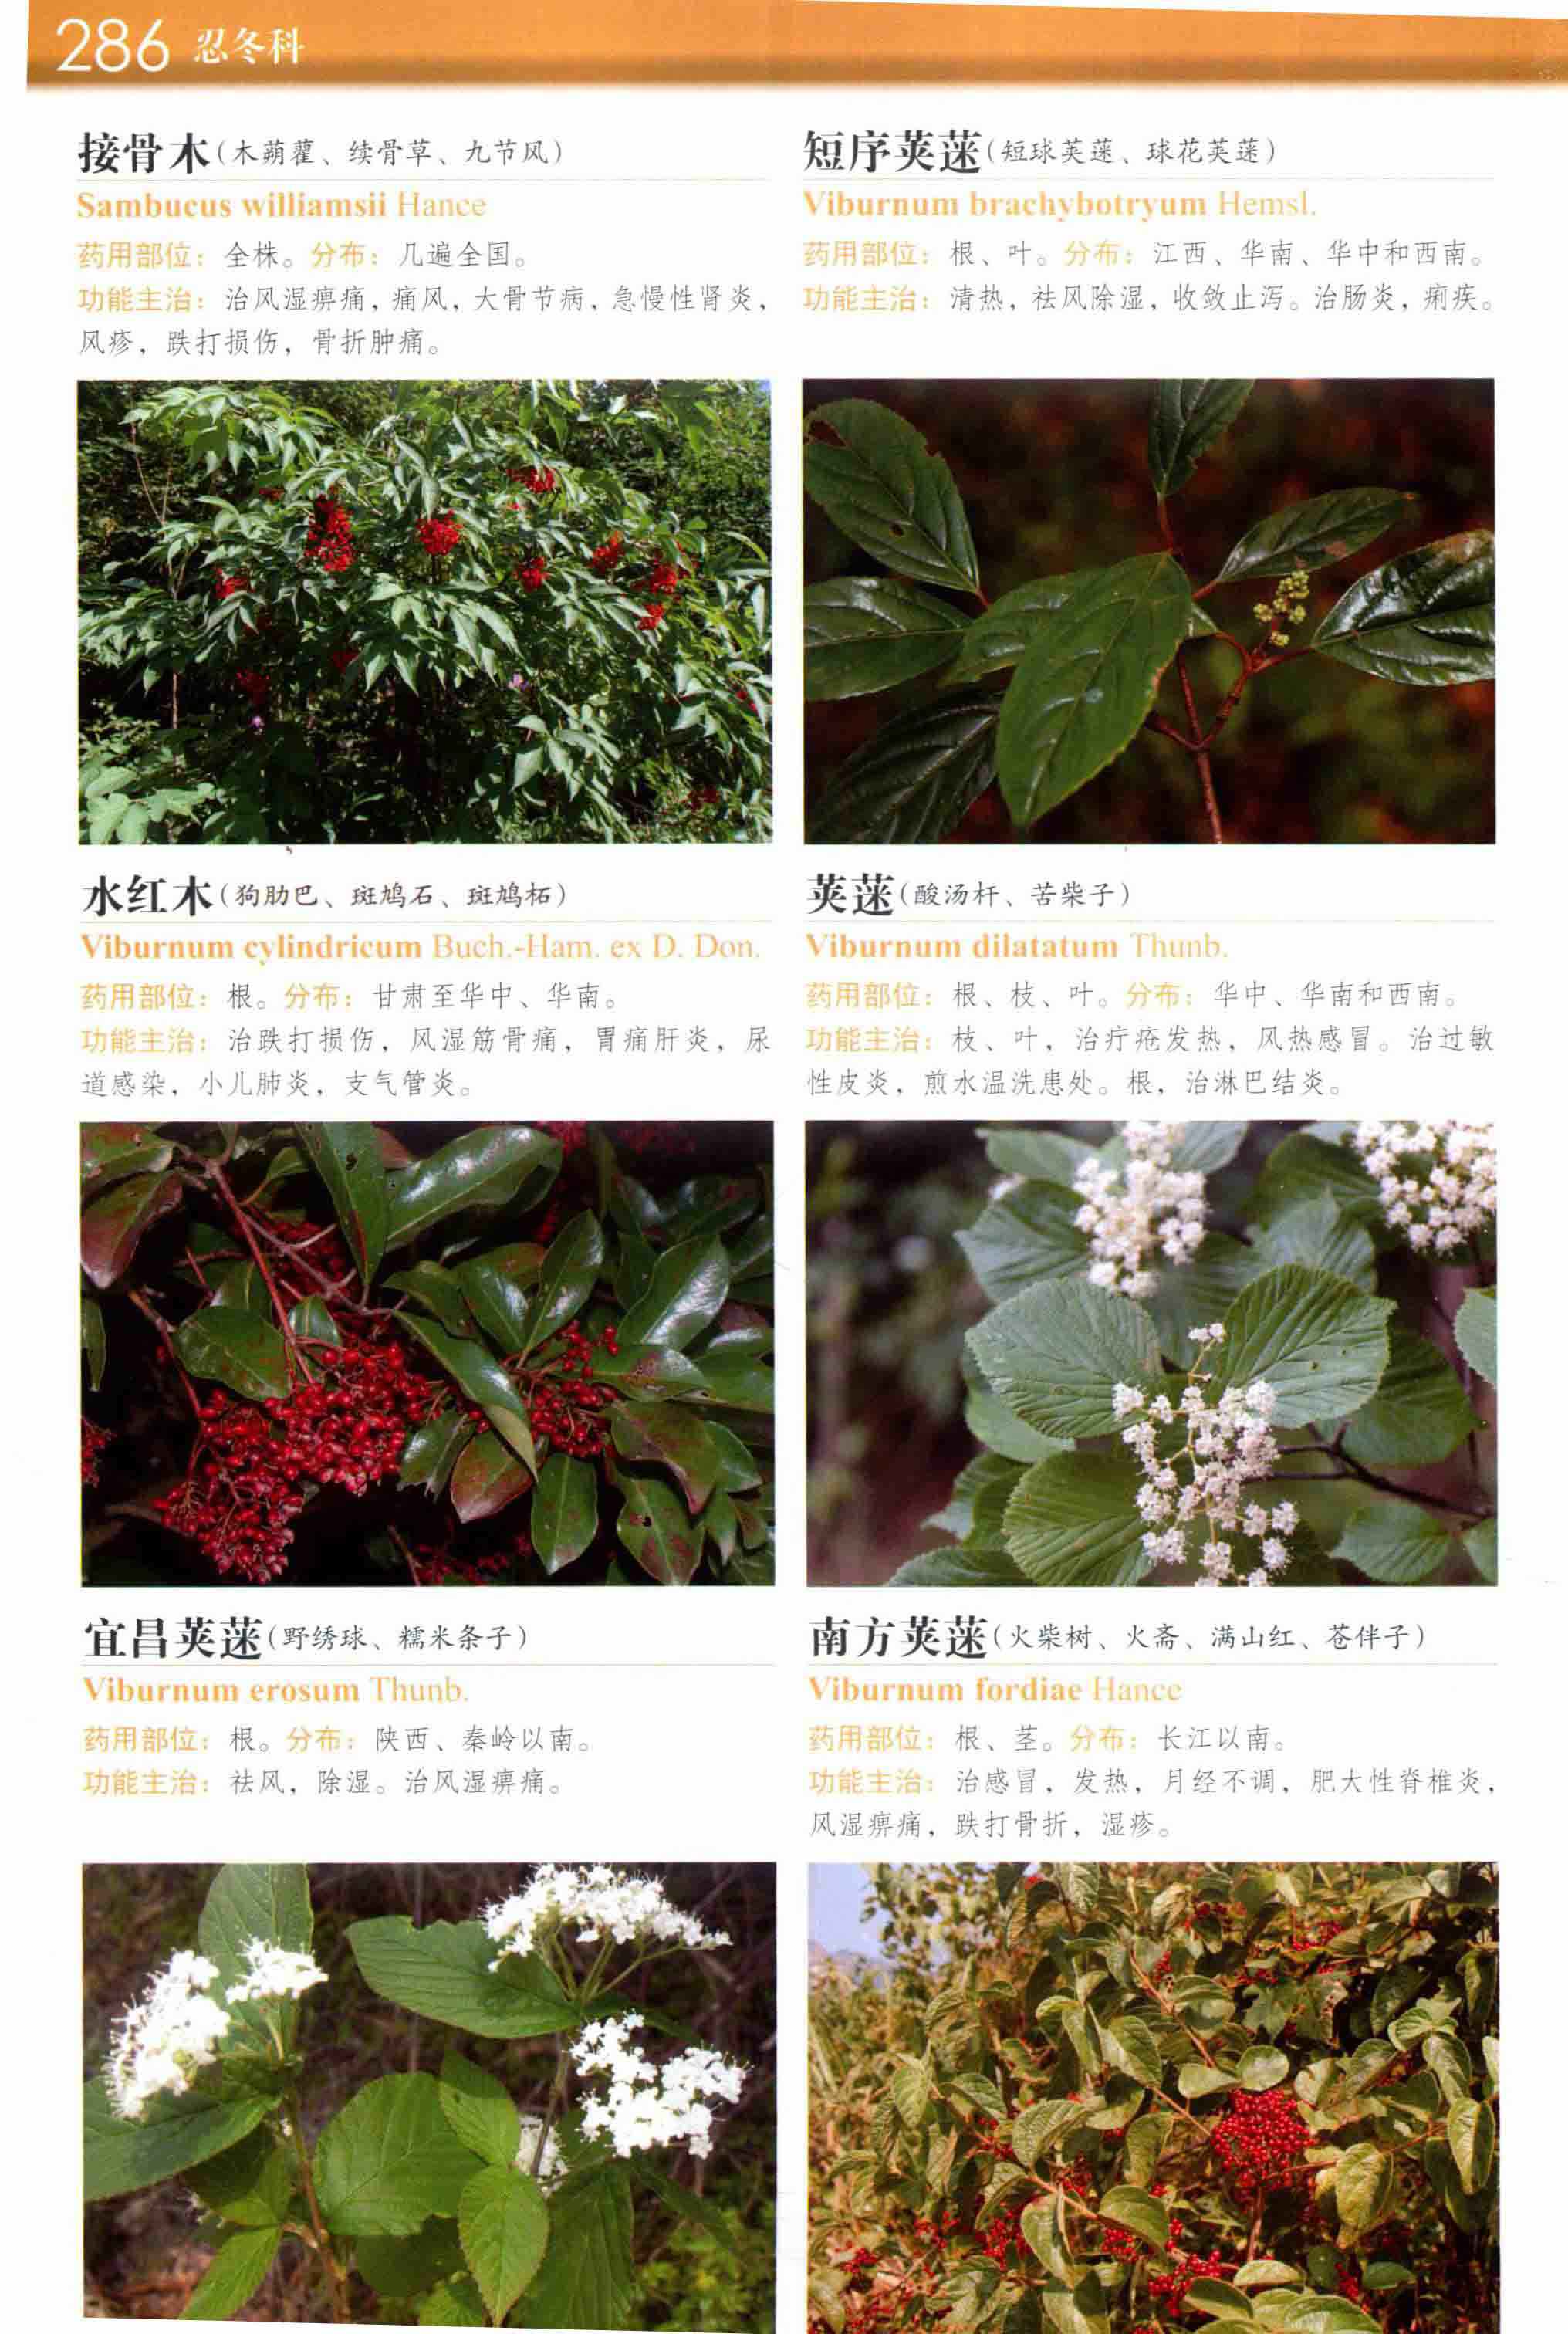 286 忍冬科
接骨木(木蒴藋、续骨草、九节风)
Sambucus williamsii Hance
药用部位：全株。分布：几遍全国。
功能主治：治风湿痹痛，痛风，大骨节病，急慢性肾炎，
风疹，跌打损伤，骨折肿痛。
短序荚蒾(短球荚蒾、球花荚蒾)
Viburnum brachybotryum Hemsl.
药用部位：根、叶。分布：江西、华南、华中和西南。
功能主治：清热，祛风除湿，收敛止泻。治肠炎，痢疾。
水红木(狗肋巴、斑鸠石、斑鸠柘)
Viburnum cylindricum Buch.-Ham. ex D. Don.
药用部位：根。分布：甘肃至华中、华南。
功能主治：治跌打损伤，风湿筋骨痛，胃痛肝炎，尿
道感染，小儿肺炎，支气管炎。
荚蒾(酸汤杆、苦柴子)
Viburnum dilatatum Thunb.
药用部位：根、枝、叶。分布：华中、华南和西南。
功能主治：枝、叶，治疔疮发热，风热感冒。治过敏
性皮炎，煎水温洗患处。根，治淋巴结炎。
宜昌荚蒾(野绣球、糯米条子)
Viburnum erosum Thunb.
药用部位：根。分布：陕西、秦岭以南。
功能主治：祛风，除湿。治风湿痹痛。
南方荚蒾(火柴树、火斋、满山红、苍伴子)
Viburnum fordiae Hance
药用部位：根、茎。分布：长江以南。
功能主治：治感冒，发热，月经不调，肥大性脊椎炎，
风湿痹痛，跌打骨折，湿疹。